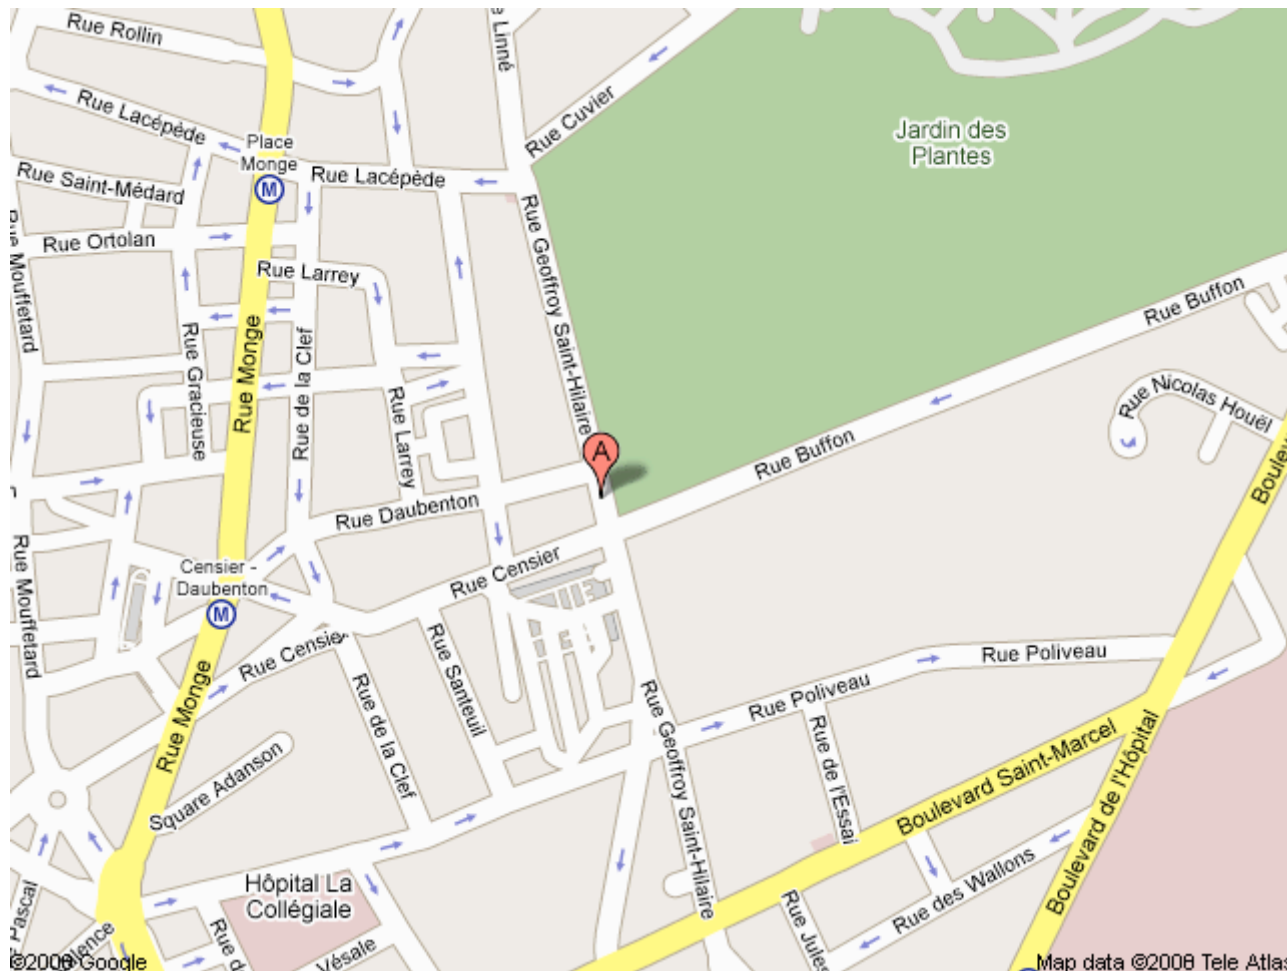 Rue Rollin
Linné
Rue Cuvier
Rue Lacépède
Place
Monge
M
Jardin des
Plantes
Rue Saint-Médard
Rue Lacépède
Rue Ortolan
Rue Mouffetard
Rue Larrey
Rue Geoffroy Saint-Hilaire
Rue Buffon
Rue Gracieuse
Rue Monge
Rue de la Clef
Rue Larrey
Rue Nicolas Houël
A
Rue Buffon
Rue Daubenton
Rue Mouffetard
Censier -
Daubenton
M
Rue Censier
Rue Censier
Rue Santeuil
Rue de la Clef
Rue Monge
Rue Poliveau
Rue Poliveau
Rue Geoffroy Saint-Hilaire
Rue de l'Essai
Boulevard Saint-Marcel
Boulevard de l'Hôpital
Square Adanson
Hôpital La
Collégiale
Rue des Wallons
Rue Jules
Pascal
Vésale
©2008 Google
Map data ©2008 Tele Atlas